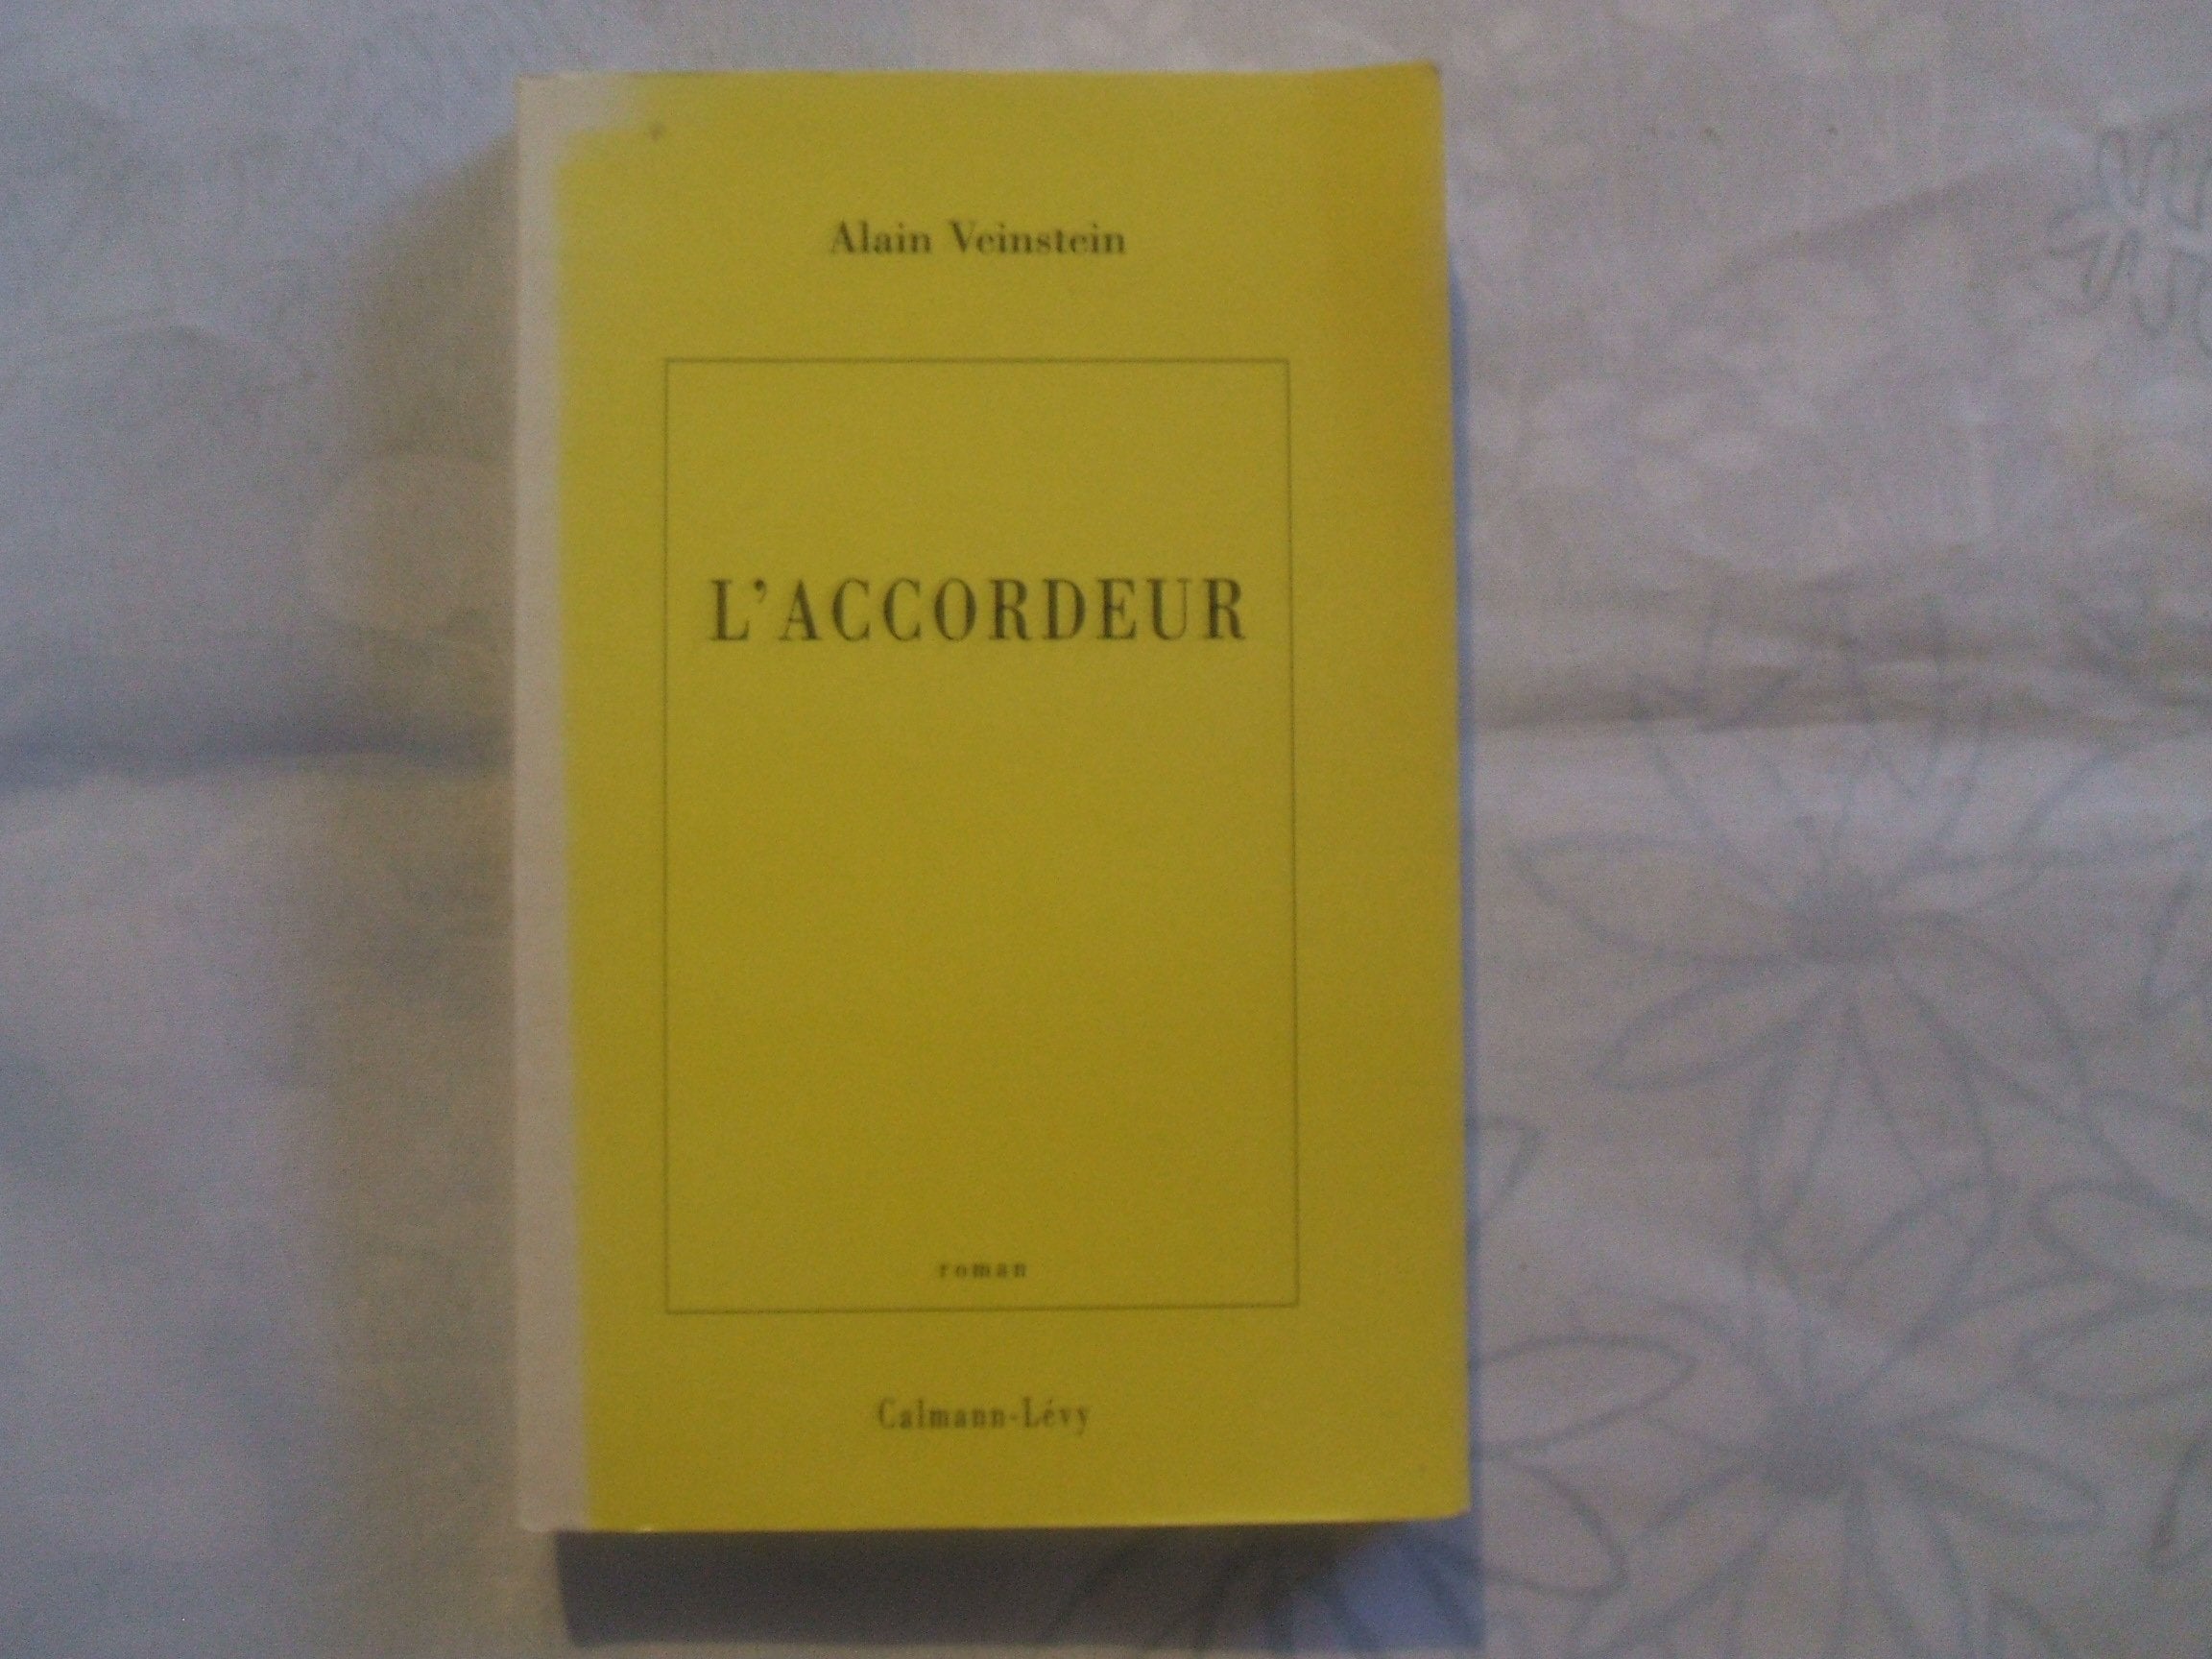 Alain Veinstein
L'ACCORDEUR
roman
Calmann-Lévy